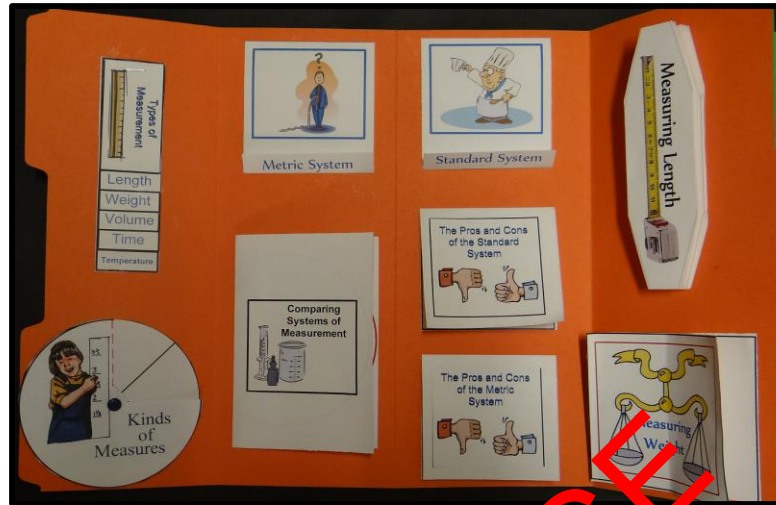 Types of
Measurement
Length
Weight
Volume
Time
Temperature
Kinds
of
Measures
?
Metric System
Comparing
Systems of
Measurement
Standard System
The Pros and Cons
of the Standard
System
The Pros and Cons
of the Metric
System
Measuring Length
Measuring
Weight